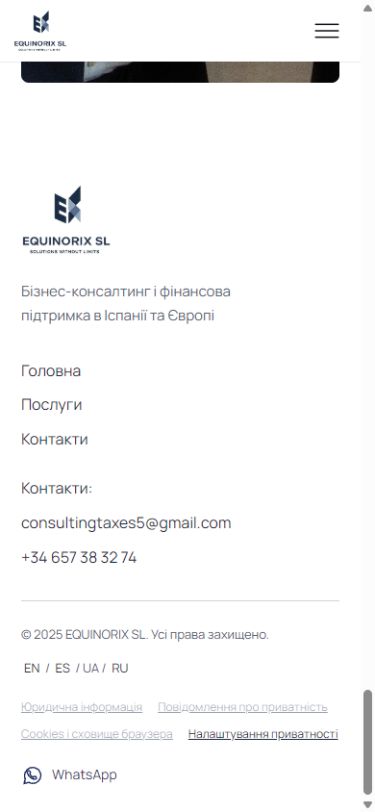 EQUINORIX SL
EQUINORIX SL
SOLUTIONS WITHOUT LIMITS
Бізнес-консалтинг і фінансова
підтримка в Іспанії та Європі
Головна
Послуги
Контакти
Контакти:
consultingtaxes5@gmail.com
+34 657 38 32 74
© 2025 EQUINORIX SL. Усі права захищено.
EN / ES / UA / RU
Юридична інформація Повідомлення про приватність
Cookies і сховище браузера Налаштування приватності
WhatsApp